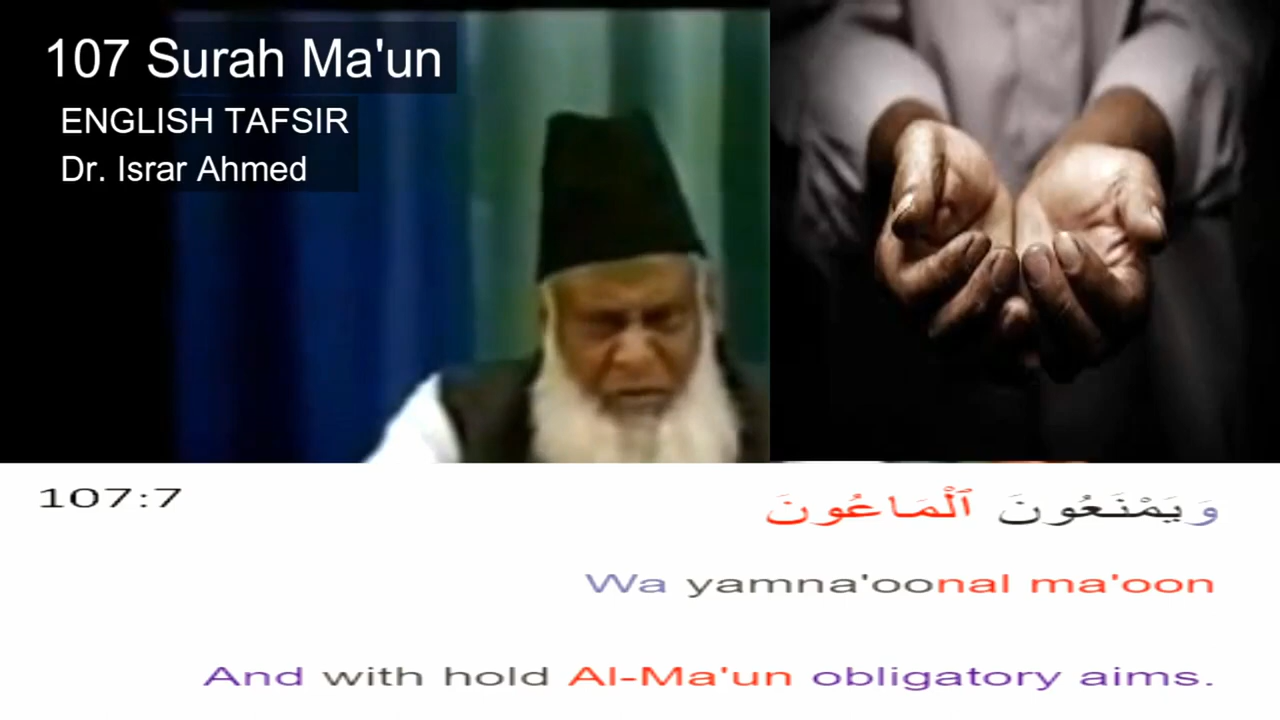 107 Surah Ma'un
ENGLISH TAFSIR
Dr. Israr Ahmed
107:7
وَيَمْنَعُونَ ٱلْمَاعُونَ
Wa yamna'oonal ma'oon
And with hold Al-Ma'un obligatory aims.